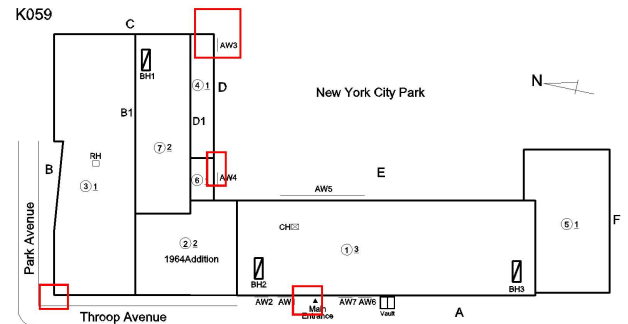 K059
C
AW3
BH1
④ 1
D
New York City Park
N
B1
D1
⑦ 2
RH
B
③ 1
⑥
AW4
E
AW5
Park Avenue
② 2
1964Addition
CH
① 3
⑤ 1
F
BH2
BH3
AW2 AW
Main
Entrance
AW7 AW6
Vault
A
Throop Avenue